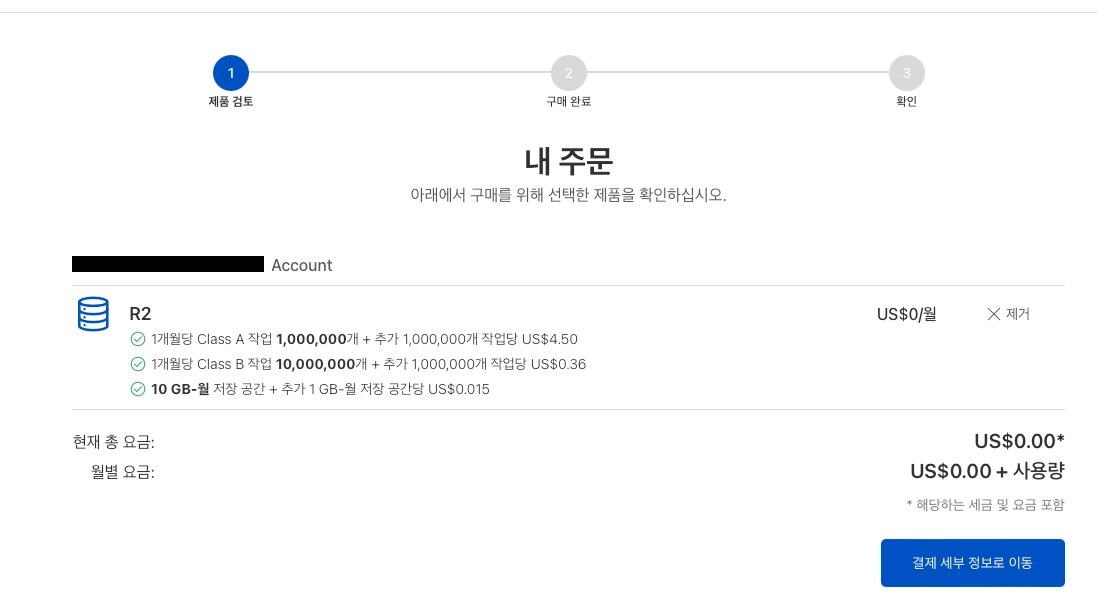 1
2
3
제품 검토
구매 완료
확인
내 주문
아래에서 구매를 위해 선택한 제품을 확인하십시오.
Account
R2
US$0/월
제거
1개월당 Class A 작업 1,000,000개 + 추가 1,000,000개 작업당 US$4.50
1개월당 Class B 작업 10,000,000개 + 추가 1,000,000개 작업당 US$0.36
10 GB-월 저장 공간 + 추가 1 GB-월 저장 공간당 US$0.015
현재 총 요금:
US$0.00*
월별 요금:
US$0.00 + 사용량
* 해당하는 세금 및 요금 포함
결제 세부 정보로 이동